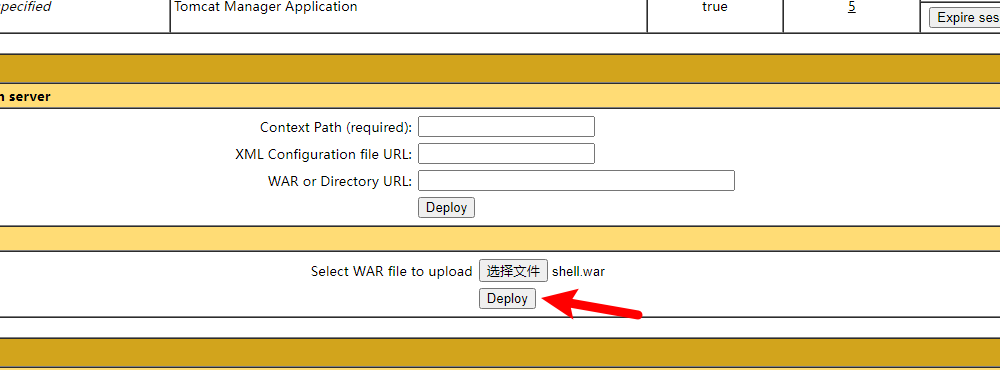 pecified Tomcat Manager Application true 5
Expire ses
n server
Context Path (required):
XML Configuration file URL:
WAR or Directory URL:
Deploy
Select WAR file to upload 选择文件 shell.war
Deploy